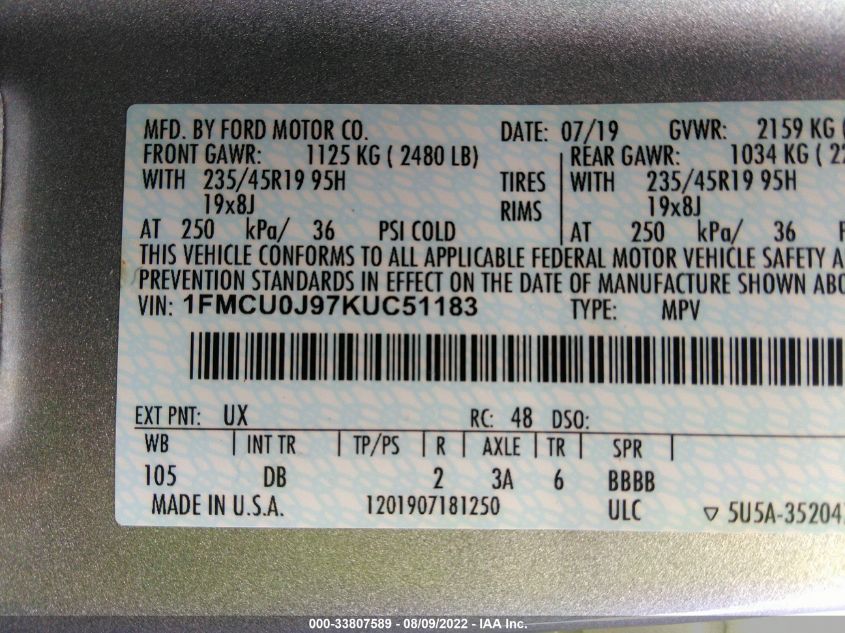 MFD. BY FORD MOTOR CO. DATE: 07/19 GVWR: 2159 KG (
FRONT GAWR: 1125 KG ( 2480 LB) REAR GAWR: 1034 KG ( 22
WITH 235/45R19 95H TIRES WITH 235/45R19 95H
19x8J RIMS 19x8J
AT 250 kPa/ 36 PSI COLD AT 250 kPa/ 36 P
THIS VEHICLE CONFORMS TO ALL APPLICABLE FEDERAL MOTOR VEHICLE SAFETY A
PREVENTION STANDARDS IN EFFECT ON THE DATE OF MANUFACTURE SHOWN ABO
VIN: 1FMCU0J97KUC51183 TYPE: MPV
EXT PNT: UX RC: 48 DSO:
WB INT TR TP/PS R AXLE TR SPR
105 DB 2 3A 6 BBBB
MADE IN U.S.A. 1201907181250 ULC ▽ 5U5A-35204
000-33807589 - 08/09/2022 - IAA Inc.